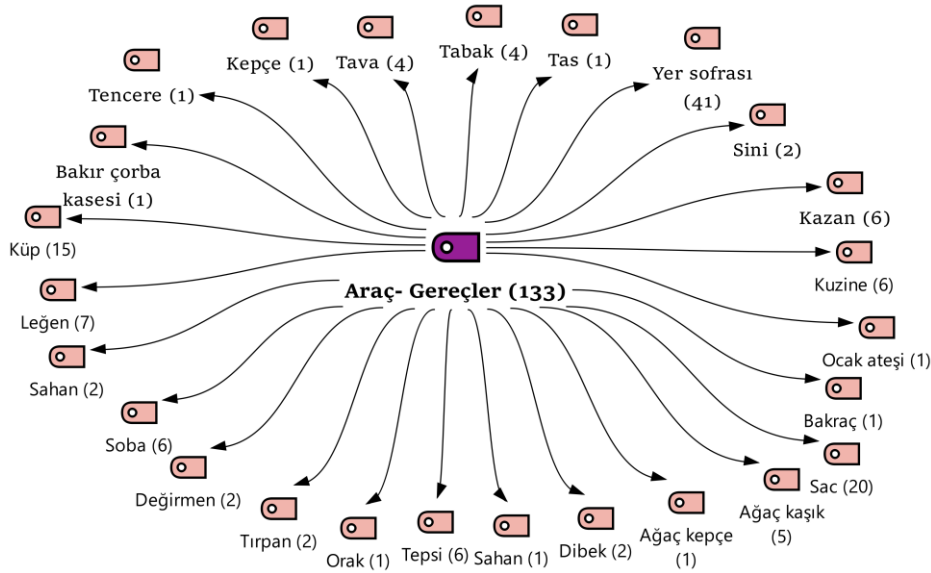 Tabak (4)
Tas (1)
Kepçe (1)
Tava (4)
Yer sofrası
(41)
Tencere (1)
Sini (2)
Bakır çorba
kasesi (1)
Kazan (6)
Küp (15)
Kuzine (6)
Araç- Gereçler (133)
Leğen (7)
Ocak ateşi (1)
Sahan (2)
Bakraç (1)
Soba (6)
Sac (20)
Değirmen (2)
Ağaç kaşık
(5)
Tırpan (2)
Orak (1)
Tepsi (6)
Sahan (1)
Dibek (2)
Ağaç kepçe
(1)